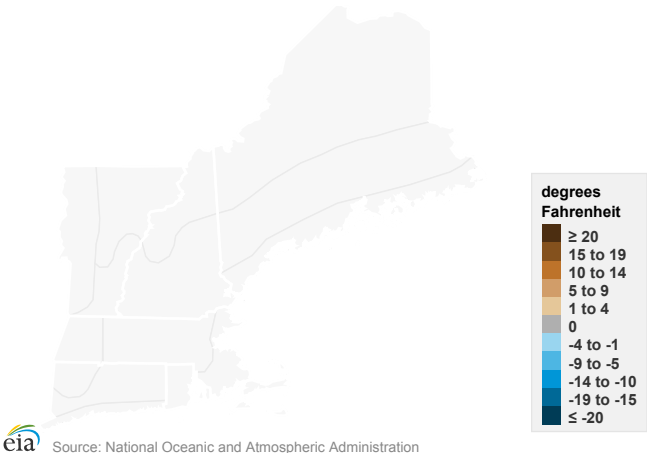 degrees
Fahrenheit
≥ 20
15 to 19
10 to 14
5 to 9
1 to 4
0
-4 to -1
-9 to -5
-14 to -10
-19 to -15
≤ -20
eia Source: National Oceanic and Atmospheric Administration